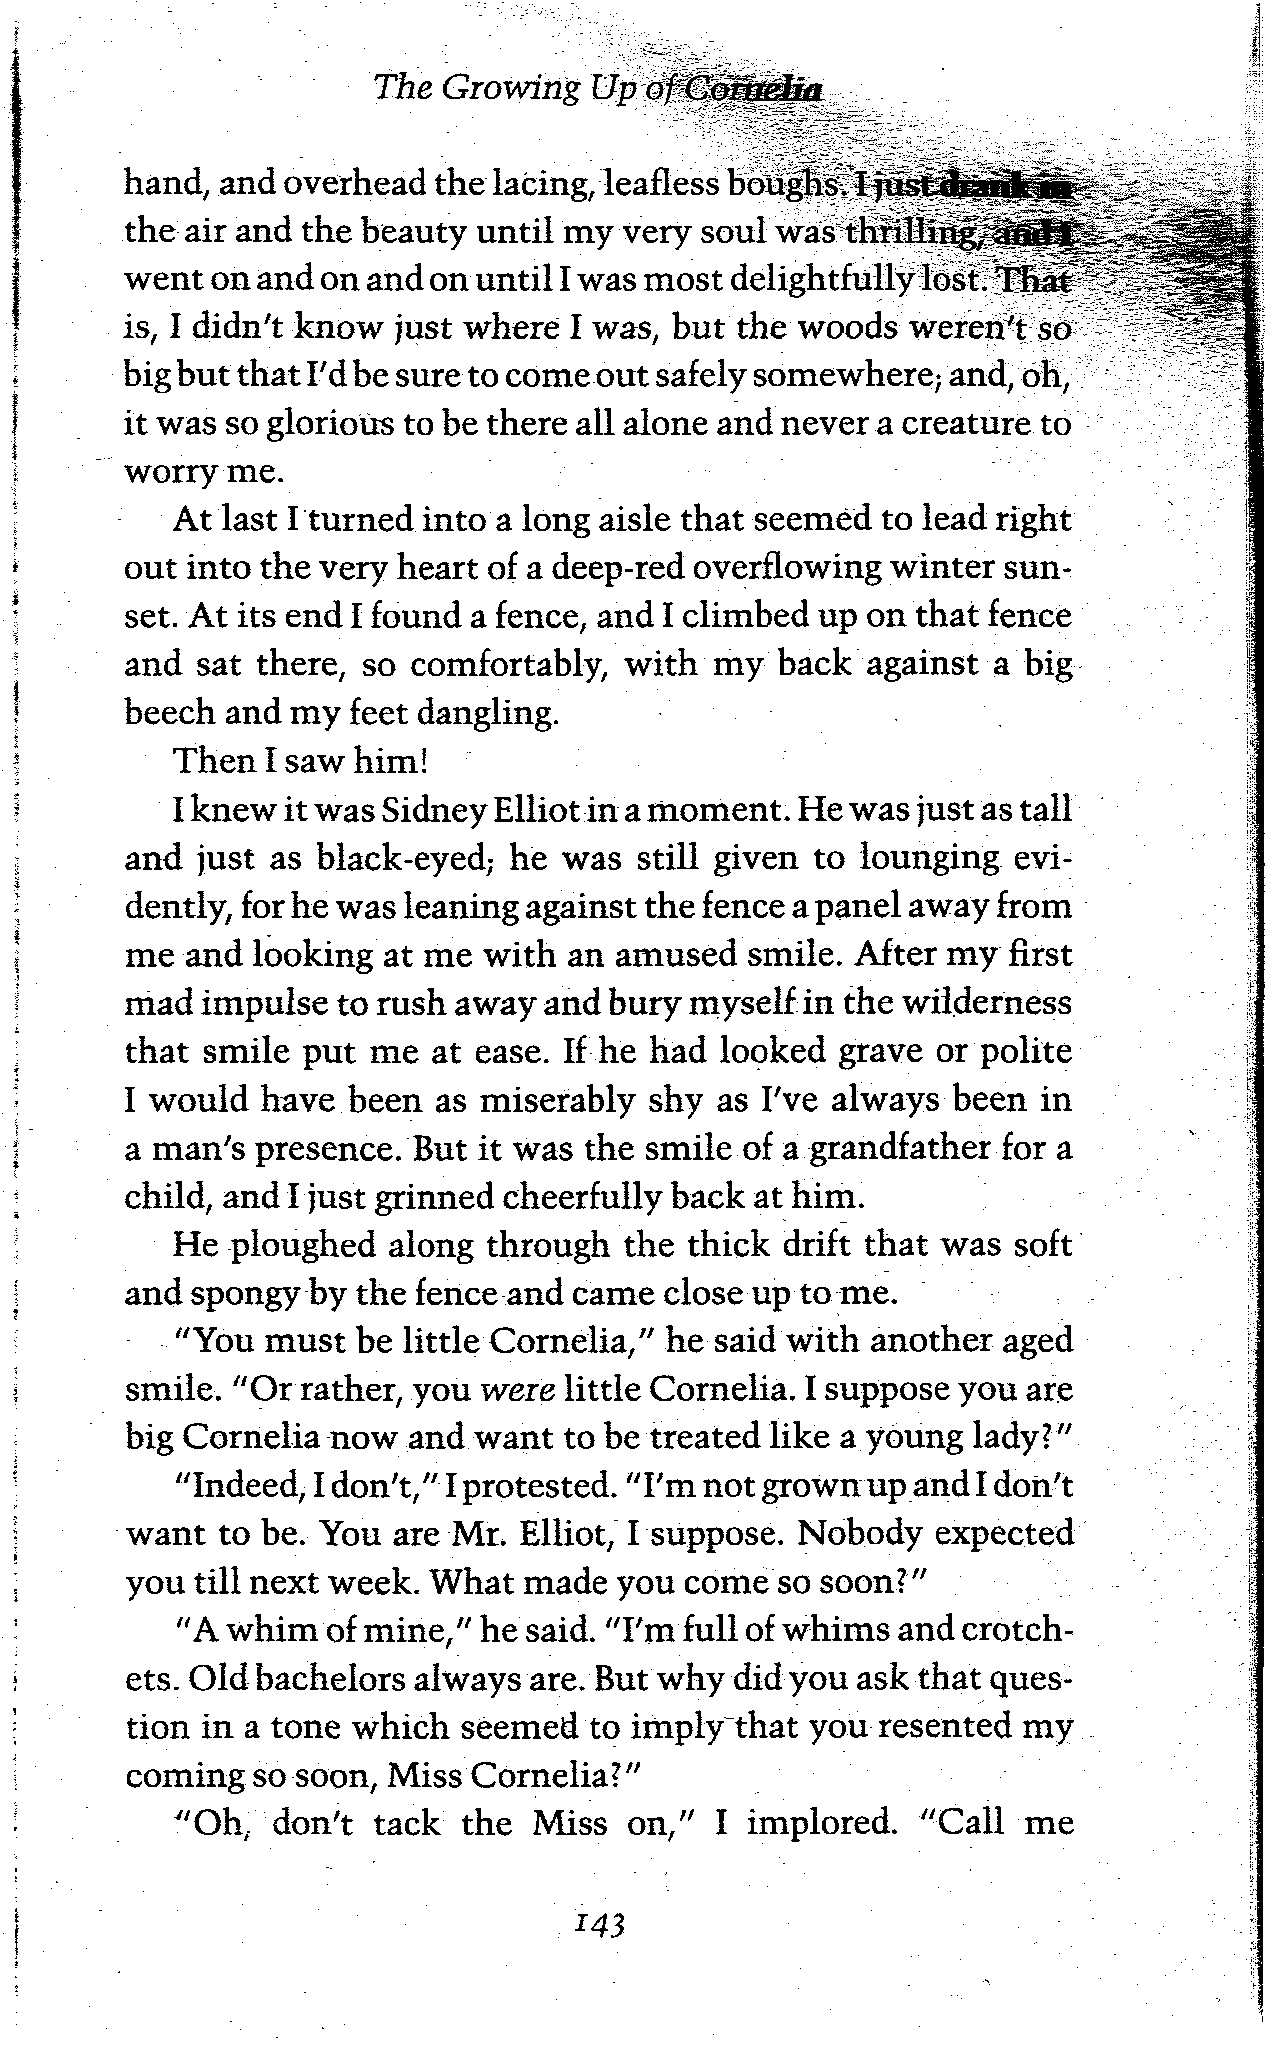 The Growing Up of Cornelia
hand, and overhead the lacing, leafless boughs. I just drank in
the air and the beauty until my very soul was thrilling, and I
went on and on and on until I was most delightfully lost. That
is, I didn't know just where I was, but the woods weren't so
big but that I'd be sure to come out safely somewhere; and, oh,
it was so glorious to be there all alone and never a creature to
worry me.
At last I turned into a long aisle that seemed to lead right
out into the very heart of a deep-red overflowing winter sun-
set. At its end I found a fence, and I climbed up on that fence
and sat there, so comfortably, with my back against a big
beech and my feet dangling.
Then I saw him!
I knew it was Sidney Elliot in a moment. He was just as tall
and just as black-eyed; he was still given to lounging evi-
dently, for he was leaning against the fence a panel away from
me and looking at me with an amused smile. After my first
mad impulse to rush away and bury myself in the wilderness
that smile put me at ease. If he had looked grave or polite
I would have been as miserably shy as I've always been in
a man's presence. But it was the smile of a grandfather for a
child, and I just grinned cheerfully back at him.
He ploughed along through the thick drift that was soft
and spongy by the fence and came close up to me.
"You must be little Cornelia," he said with another aged
smile. "Or rather, you were little Cornelia. I suppose you are
big Cornelia now and want to be treated like a young lady?"
"Indeed, I don't," I protested. "I'm not grown up and I don't
want to be. You are Mr. Elliot, I suppose. Nobody expected
you till next week. What made you come so soon?"
"A whim of mine," he said. "I'm full of whims and crotch-
ets. Old bachelors always are. But why did you ask that ques-
tion in a tone which seemed to imply that you resented my
coming so soon, Miss Cornelia?"
"Oh, don't tack the Miss on," I implored. "Call me
143